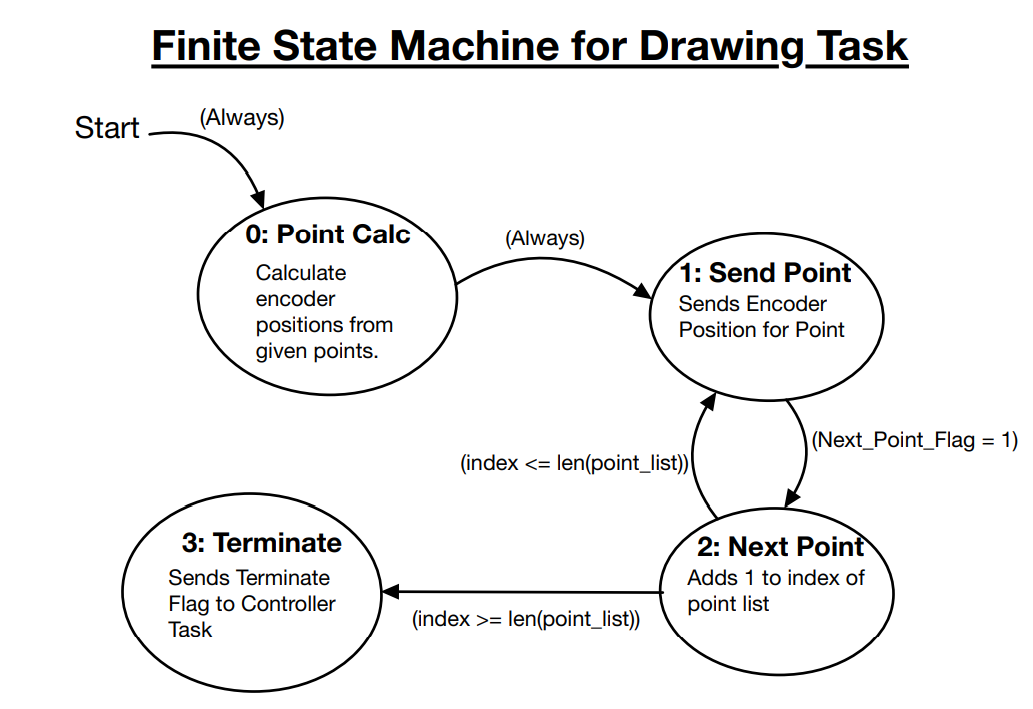 Finite State Machine for Drawing Task
(Always)
Start
0: Point Calc
Calculate
encoder
positions from
given points.
(Always)
1: Send Point
Sends Encoder
Position for Point
(Next_Point_Flag = 1)
(index <= len(point_list))
2: Next Point
Adds 1 to index of
point list
(index >= len(point_list))
3: Terminate
Sends Terminate
Flag to Controller
Task